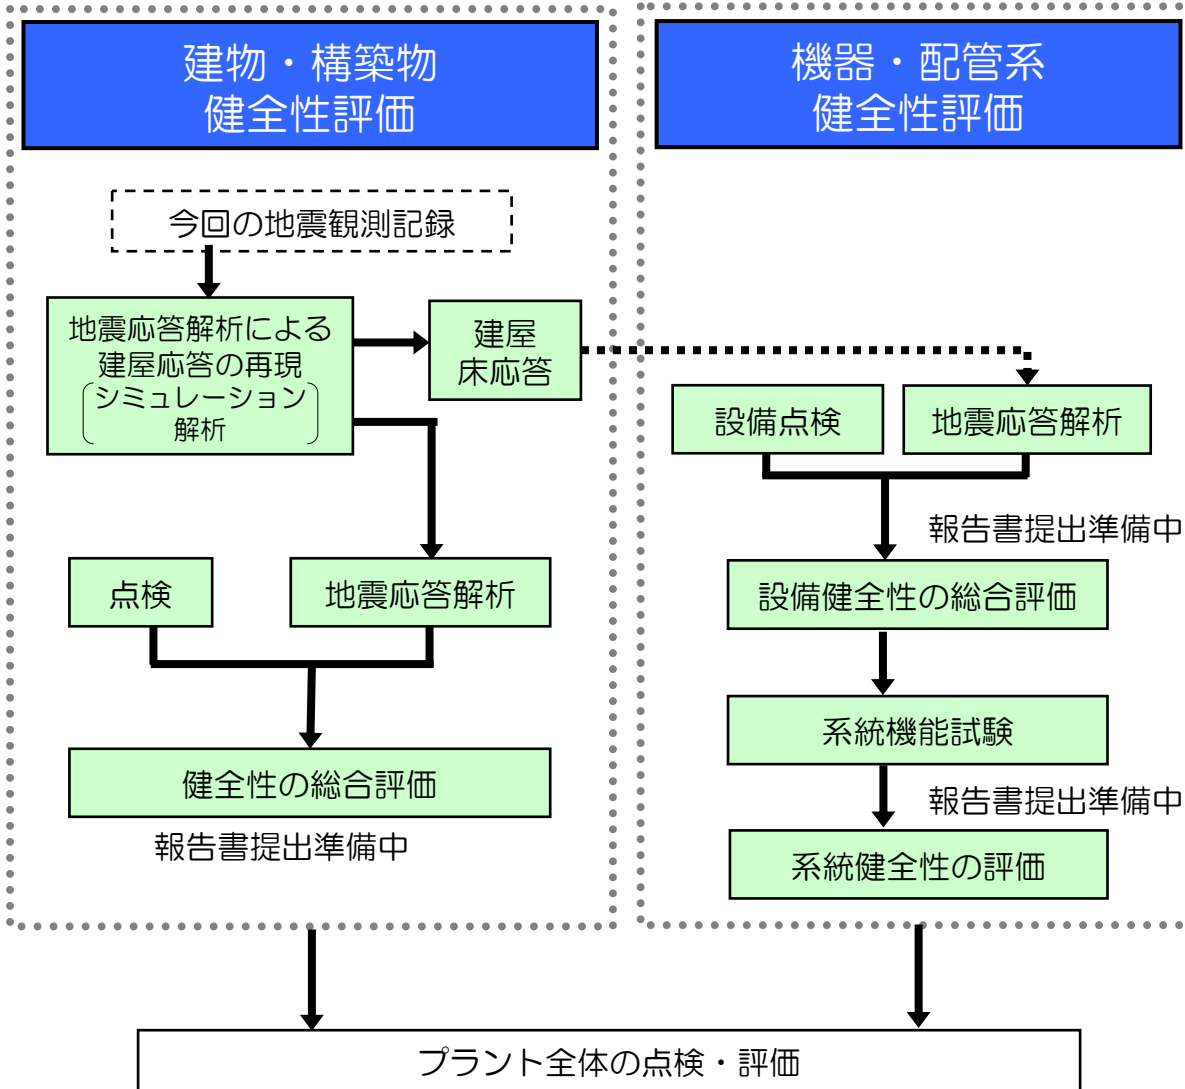 建物・構築物
健全性評価
今回の地震観測記録
地震応答解析による
建屋応答の再現
シミュレーション
解析
建屋
床応答
点検
地震応答解析
健全性の総合評価
報告書提出準備中
機器・配管系
健全性評価
設備点検
地震応答解析
報告書提出準備中
設備健全性の総合評価
系統機能試験
報告書提出準備中
系統健全性の評価
プラント全体の点検・評価